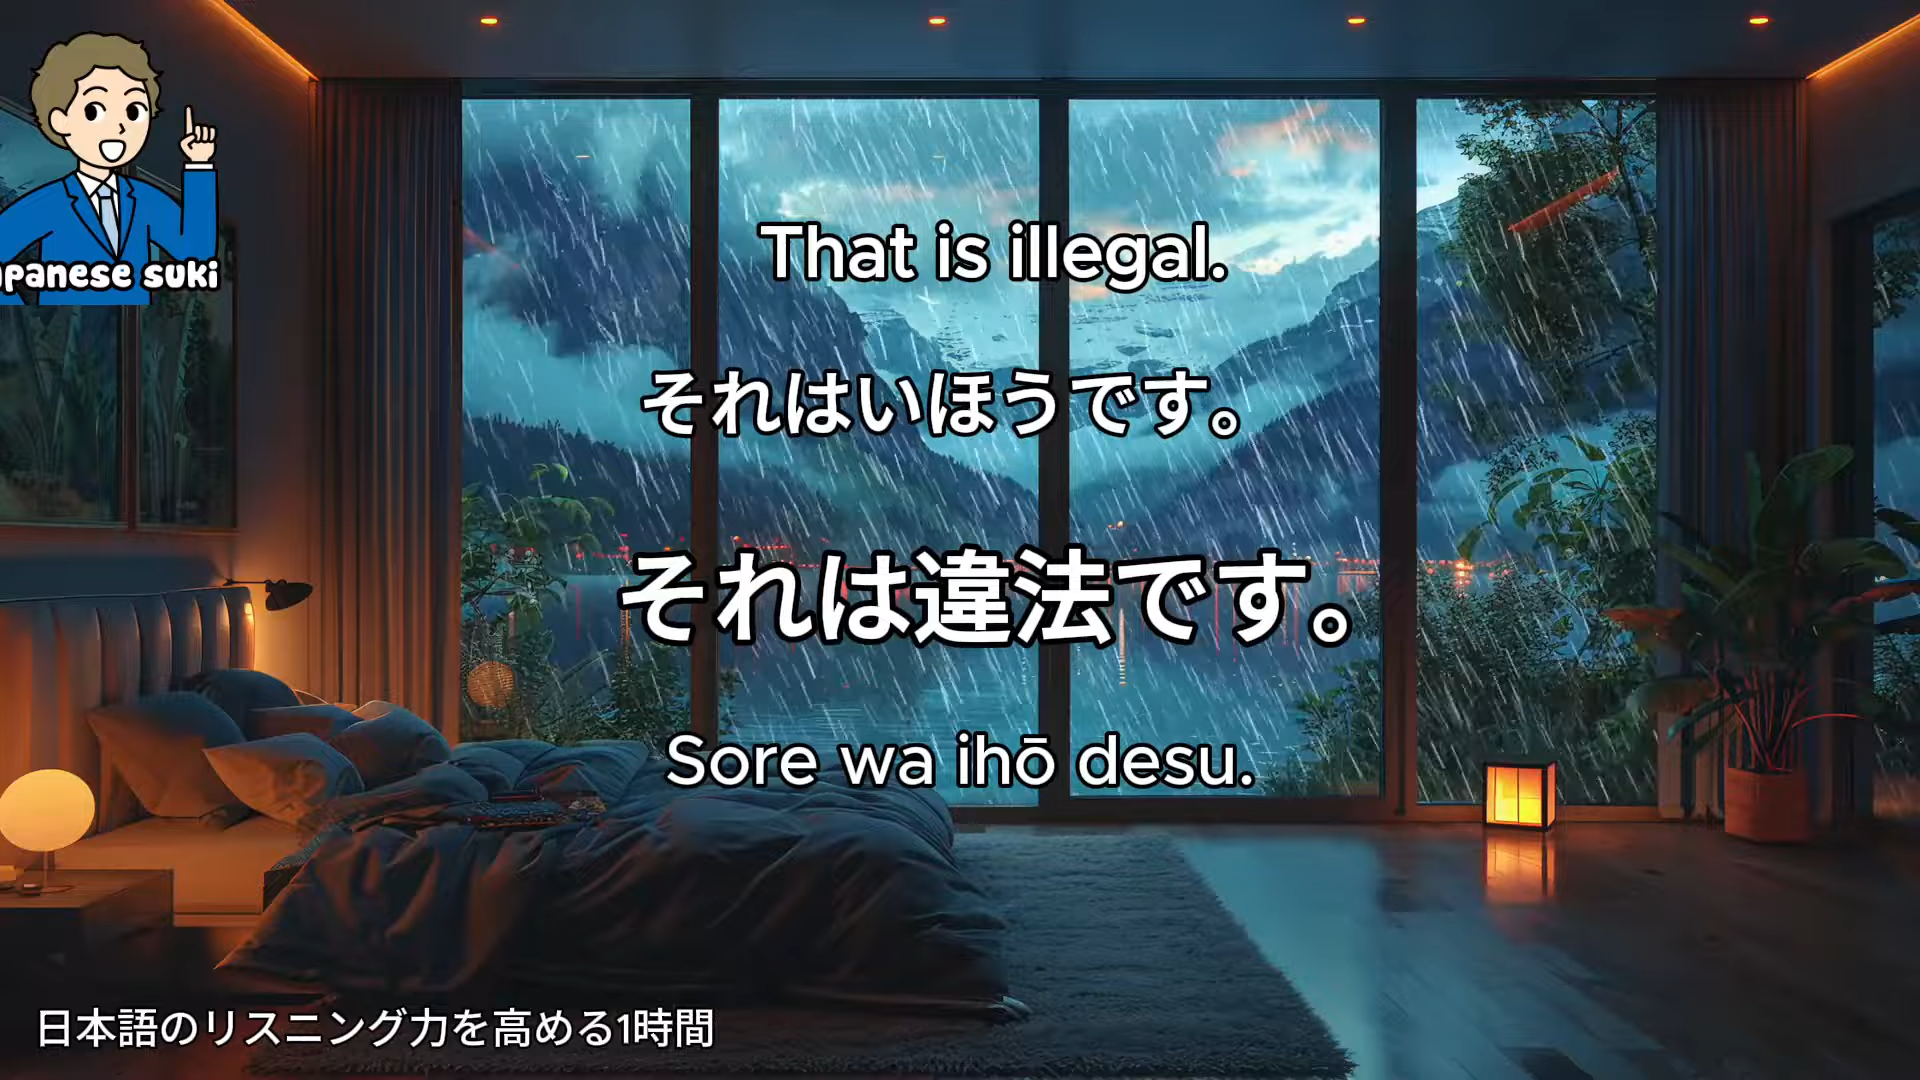 apanese suki
That is illegal.
それはいほうです。
それは違法です。
Sore wa ihō desu.
日本語のリスニング力を高める1時間